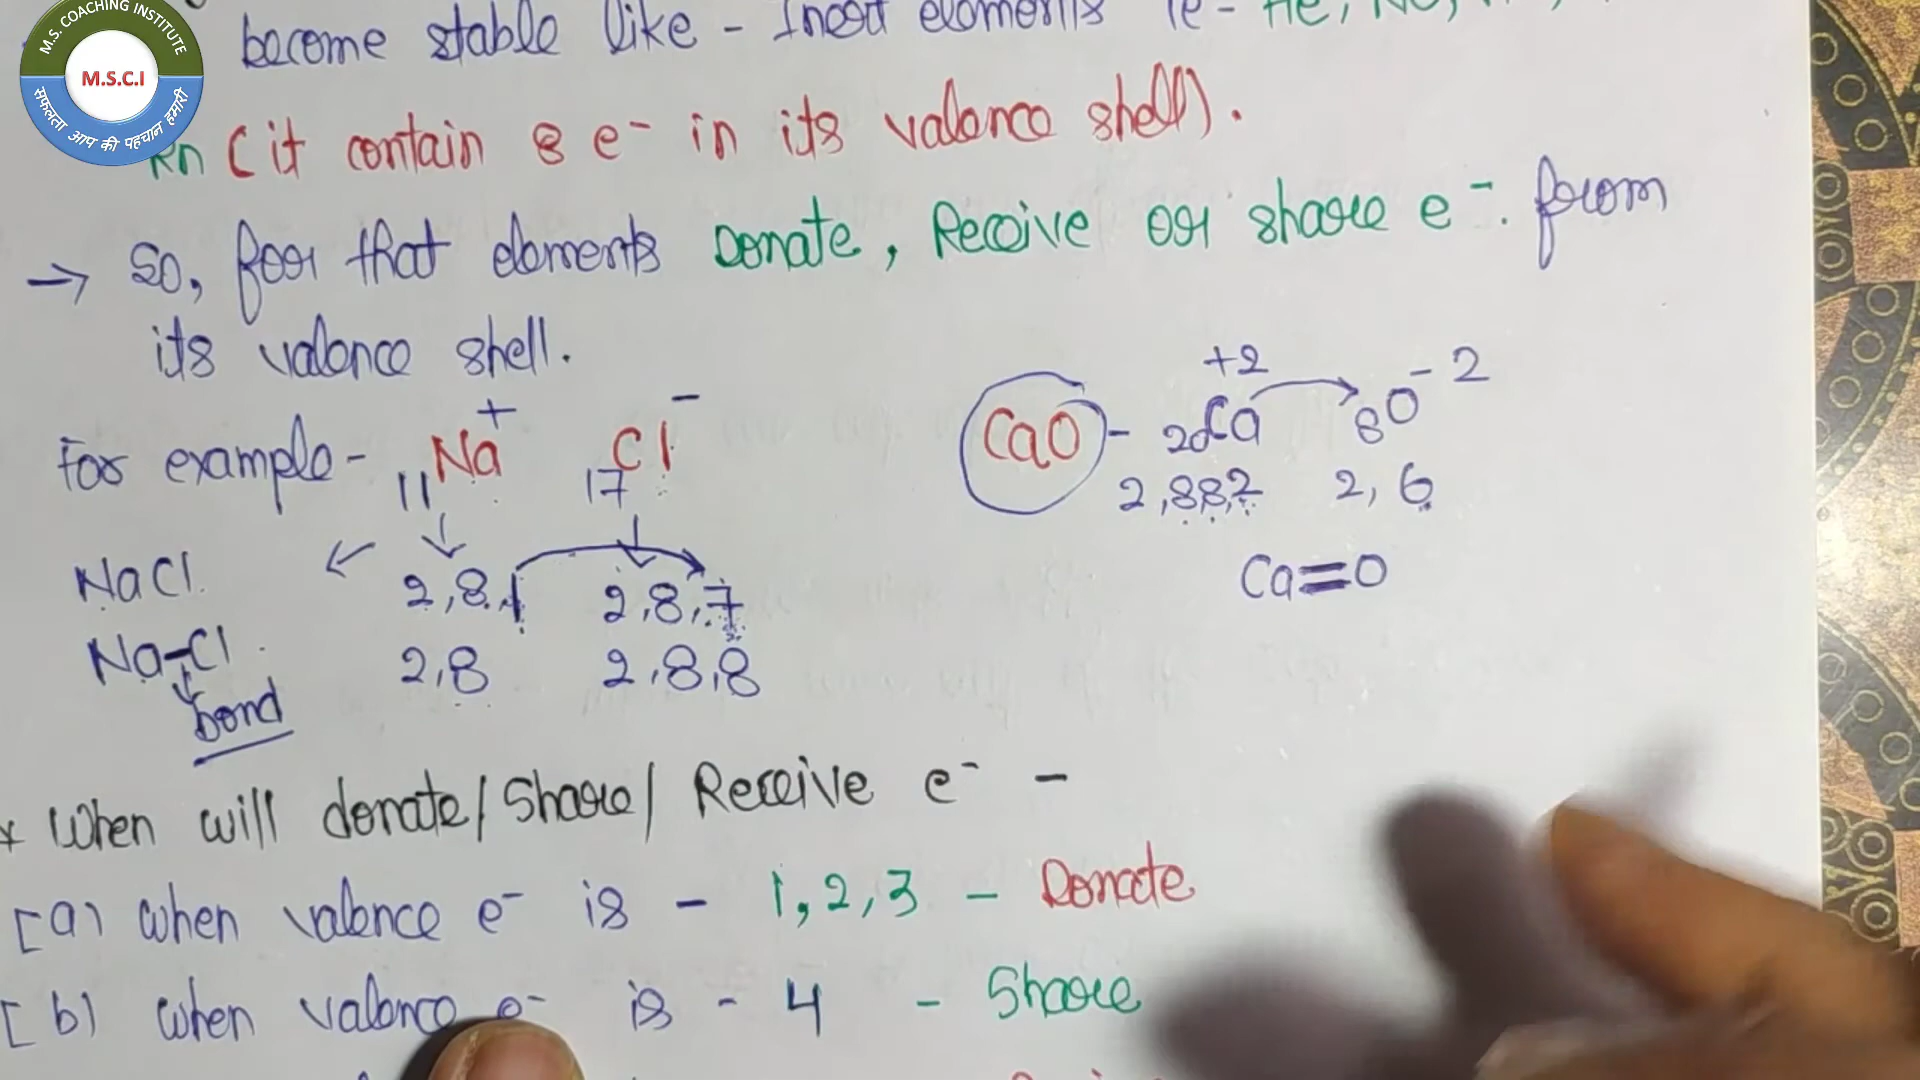 M.S. COACHING INSTITUTE
M.S.C.I
सफलता आप की पहचान हमारी
become stable like - Inert elements ie - He, Ne,
Rn (it contain 8 e⁻ in its valence shell).
→ So, for that elements Donate, Receive or share e⁻. from
its valence shell.
For example - ₁₁Na⁺ ₁₇Cl⁻
NaCl. ← 2,8,1 2,8,7
Na-Cl. 2,8 2,8,8
bond
CaO - ₂₀Ca⁺² → ₈O⁻²
2,8,8,2 2,6
Ca=O
* When will donate/Share/Receive e⁻ -
[a) when valence e⁻ is - 1,2,3 - Donate
[b) when valence e⁻ is - 4 - Share